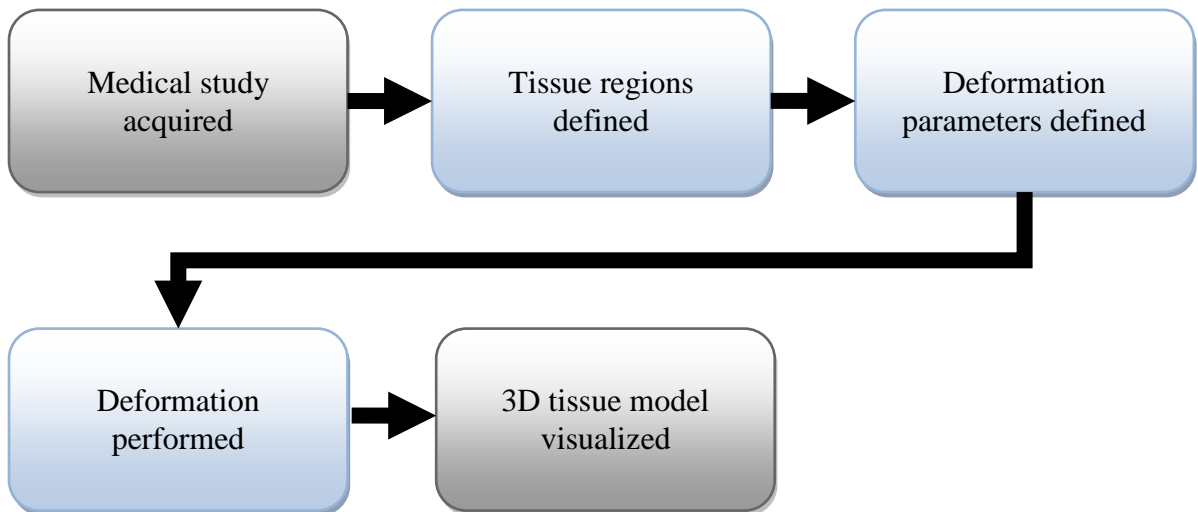 Medical study
acquired
Tissue regions
defined
Deformation
parameters defined
Deformation
performed
3D tissue model
visualized